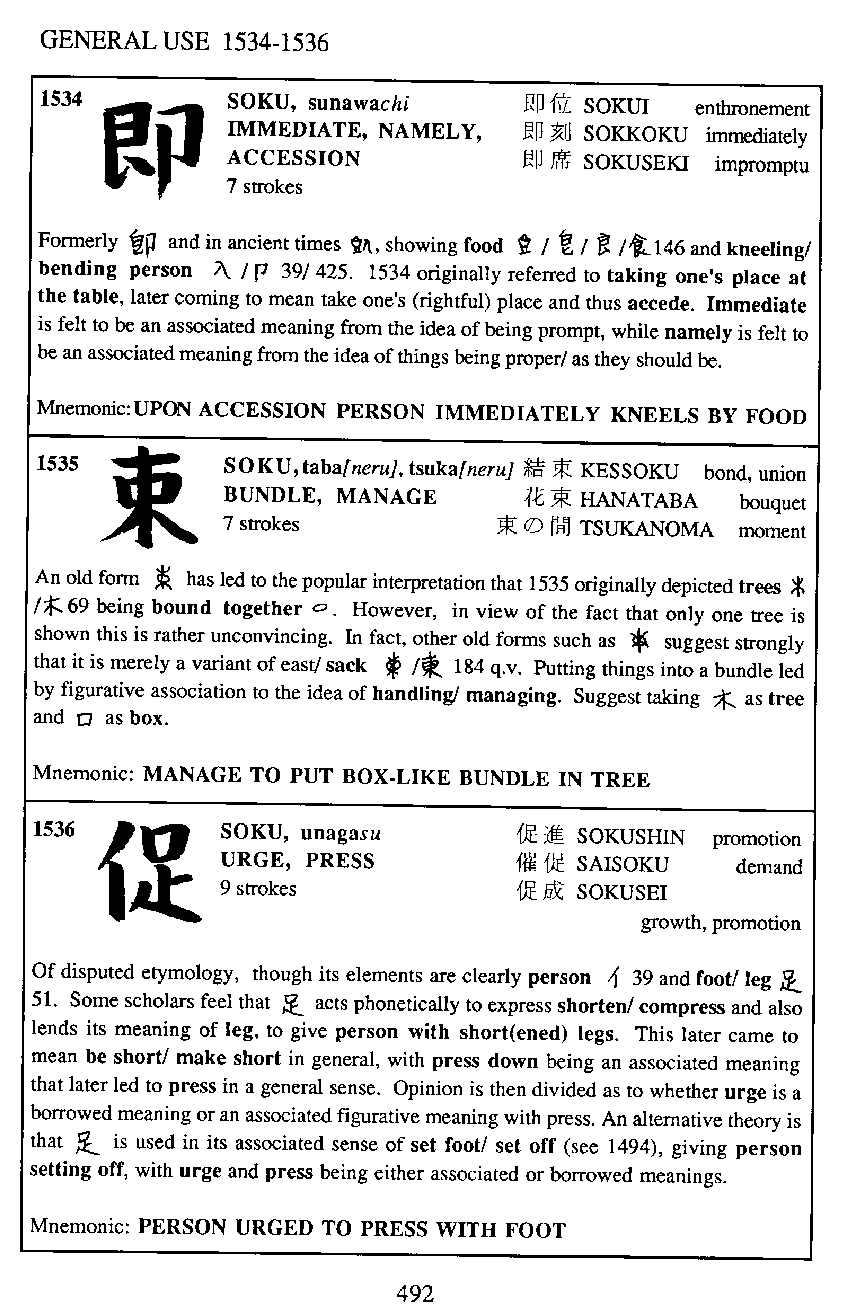 GENERAL USE 1534-1536
1534
即
SOKU, sunawachi
IMMEDIATE, NAMELY,
ACCESSION
7 strokes
即位 SOKUI enthronement
即刻 SOKKOKU immediately
即席 SOKUSEKI impromptu
Formerly and in ancient times , showing food / / / 食 146 and kneeling/
bending person 入 / 卩 39/ 425. 1534 originally referred to taking one's place at
the table, later coming to mean take one's (rightful) place and thus accede. Immediate
is felt to be an associated meaning from the idea of being prompt, while namely is felt to
be an associated meaning from the idea of things being proper/ as they should be.
Mnemonic: UPON ACCESSION PERSON IMMEDIATELY KNEELS BY FOOD
1535
束
SOKU, taba[neru], tsuka[neru]
BUNDLE, MANAGE
7 strokes
結束 KESSOKU bond, union
花束 HANATABA bouquet
束の間 TSUKANOMA moment
An old form has led to the popular interpretation that 1535 originally depicted trees
/木 69 being bound together . However, in view of the fact that only one tree is
shown this is rather unconvincing. In fact, other old forms such as suggest strongly
that it is merely a variant of east/ sack /東 184 q.v. Putting things into a bundle led
by figurative association to the idea of handling/ managing. Suggest taking 木 as tree
and 口 as box.
Mnemonic: MANAGE TO PUT BOX-LIKE BUNDLE IN TREE
1536
促
SOKU, unagasu
URGE, PRESS
9 strokes
促進 SOKUSHIN promotion
催促 SAISOKU demand
促成 SOKUSEI
growth, promotion
Of disputed etymology, though its elements are clearly person 亻 39 and foot/ leg 足
51. Some scholars feel that 足 acts phonetically to express shorten/ compress and also
lends its meaning of leg, to give person with short(ened) legs. This later came to
mean be short/ make short in general, with press down being an associated meaning
that later led to press in a general sense. Opinion is then divided as to whether urge is a
borrowed meaning or an associated figurative meaning with press. An alternative theory is
that 足 is used in its associated sense of set foot/ set off (see 1494), giving person
setting off, with urge and press being either associated or borrowed meanings.
Mnemonic: PERSON URGED TO PRESS WITH FOOT
492